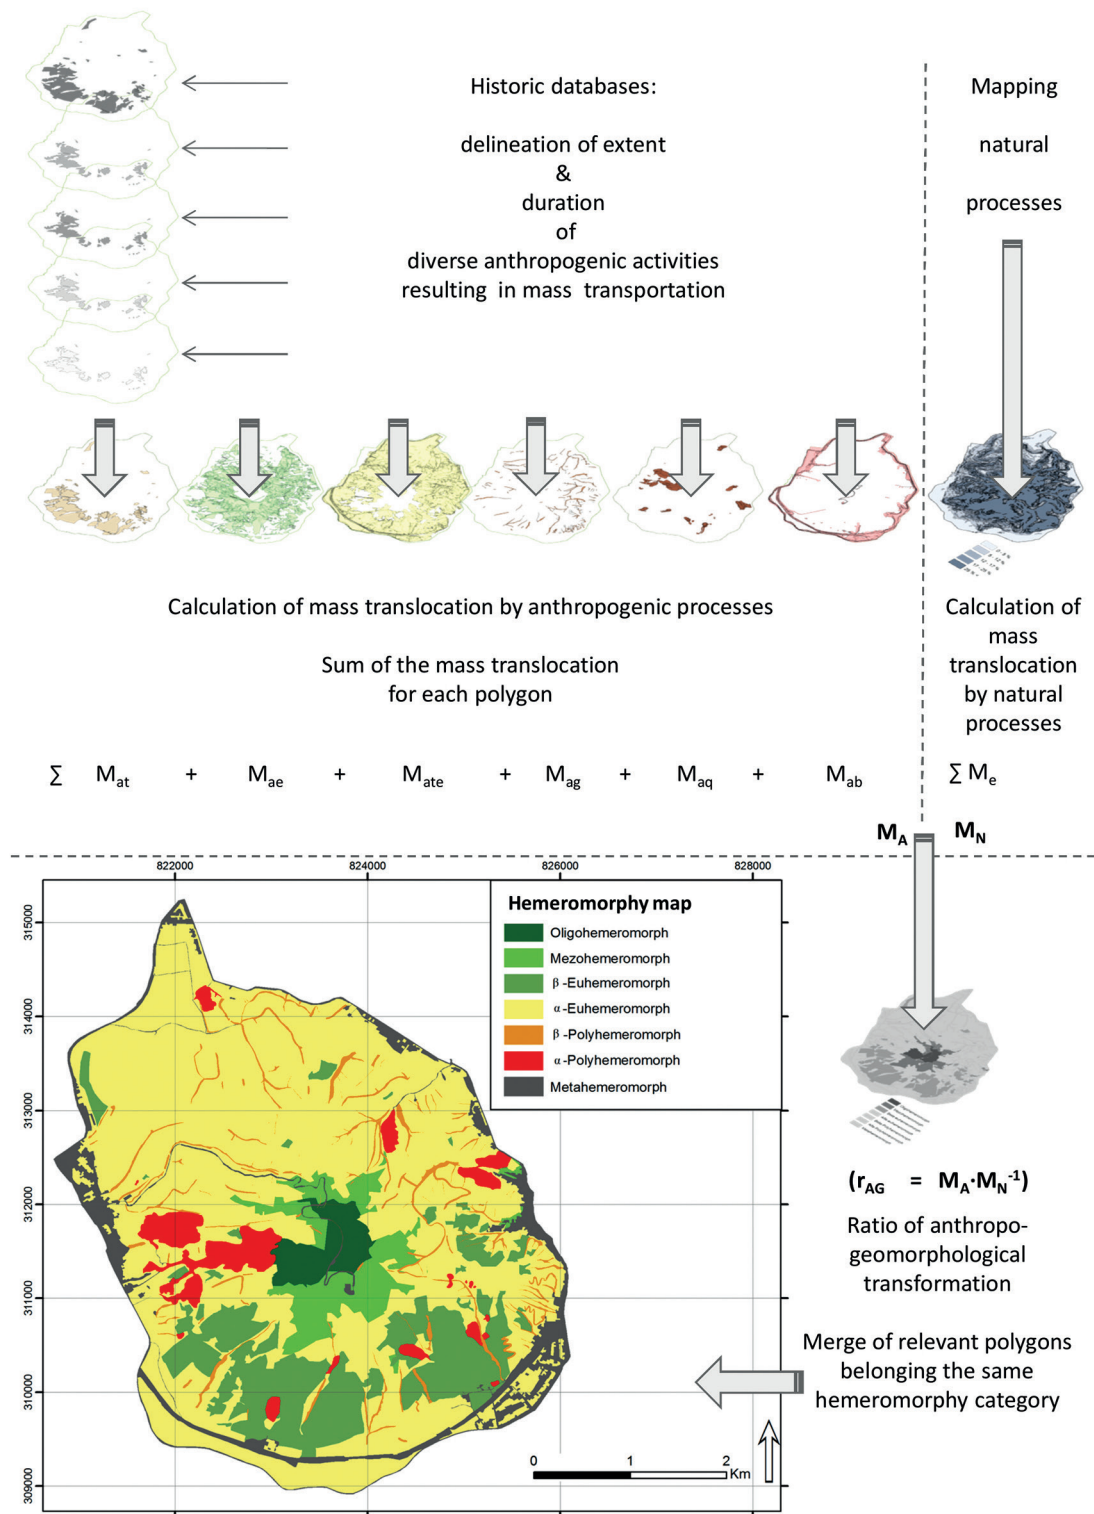 Historic databases:
delineation of extent
&
duration
of
diverse anthropogenic activities
resulting in mass transportation
Mapping
natural
processes
Calculation of mass translocation by anthropogenic processes
Sum of the mass translocation
for each polygon
Calculation of
mass
translocation
by natural
processes
∑ Mat + Mae + Mate + Mag + Maq + Mab
∑ Me
MA MN
822000 824000 826000 828000
315000
314000
313000
312000
311000
310000
309000
Hemeromorphy map
Oligohemeromorph
Mezohemeromorph
β -Euhemeromorph
α -Euhemeromorph
β -Polyhemeromorph
α -Polyhemeromorph
Metahemeromorph
0 1 2
Km
(rAG = MA·MN-1)
Ratio of anthropo-
geomorphological
transformation
Merge of relevant polygons
belonging the same
hemeromorphy category